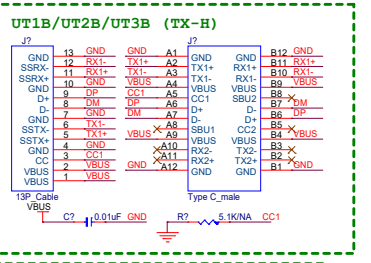 UT1B/UT2B/UT3B (TX-H)
J? J?
GND 13 GND GND A1 GND GND B12 GND
SSRX- 12 RX1- TX1+ A2 TX1+ RX1+ B11 RX1+
SSRX+ 11 RX1+ TX1- A3 TX1- RX1- B10 RX1-
GND 10 GND VBUS A4 VBUS VBUS B9 VBUS
D+ 9 DP CC1 A5 CC1 SBU2 B8
D- 8 DM DP A6 D+ D- B7 DM
GND 7 GND DM A7 D- D+ B6 DP
SSTX- 6 TX1- A8 SBU1 CC2 B5
SSTX+ 5 TX1+ VBUS A9 VBUS VBUS B4 VBUS
GND 4 GND A10 RX2- TX2- B3
CC 3 CC1 A11 RX2+ TX2+ B2
VBUS 2 VBUS GND A12 GND GND B1 GND
VBUS 1 VBUS
13P_Cable Type C_male
VBUS
C? 0.01uF GND R? 5.1K/NA CC1